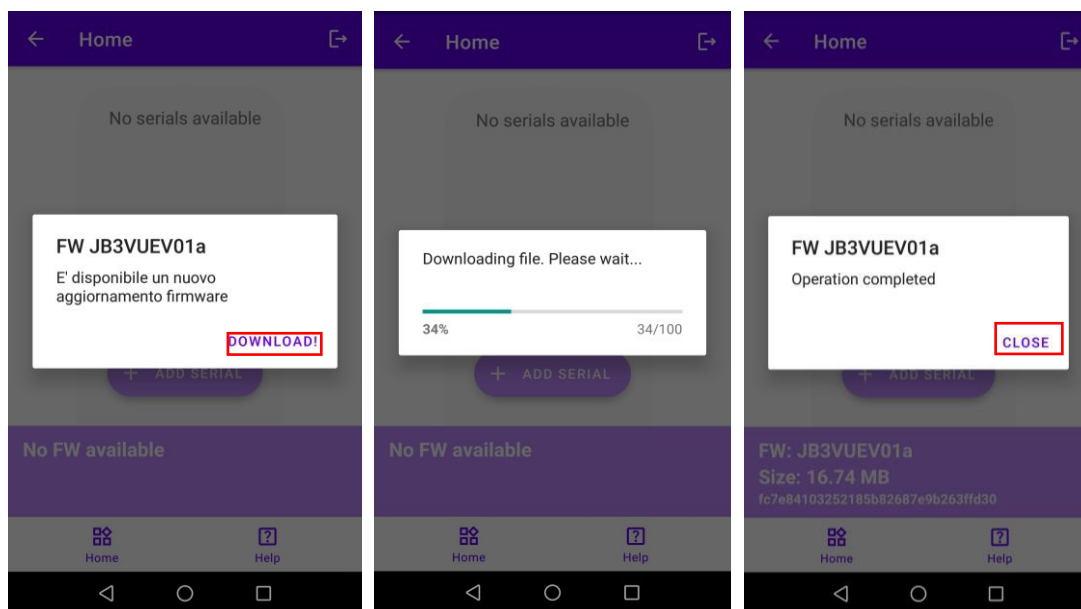 Home
No serials available
FW JB3VUEV01a
E' disponibile un nuovo
aggiornamento firmware
DOWNLOAD!
+ ADD SERIAL
No FW available
Home
Help
Home
No serials available
Downloading file. Please wait...
34%
34/100
+ ADD SERIAL
No FW available
Home
Help
Home
No serials available
FW JB3VUEV01a
Operation completed
CLOSE
+ ADD SERIAL
FW: JB3VUEV01a
Size: 16.74 MB
fc7e84103252185b82687e9b263ffd30
Home
Help